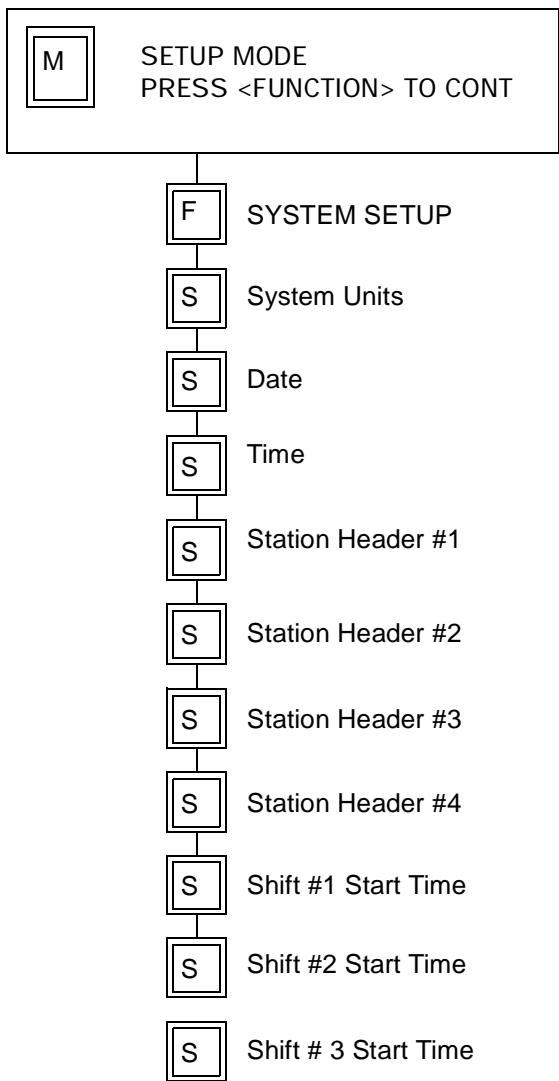 M SETUP MODE
PRESS <FUNCTION> TO CONT
F SYSTEM SETUP
S System Units
S Date
S Time
S Station Header #1
S Station Header #2
S Station Header #3
S Station Header #4
S Shift #1 Start Time
S Shift #2 Start Time
S Shift # 3 Start Time